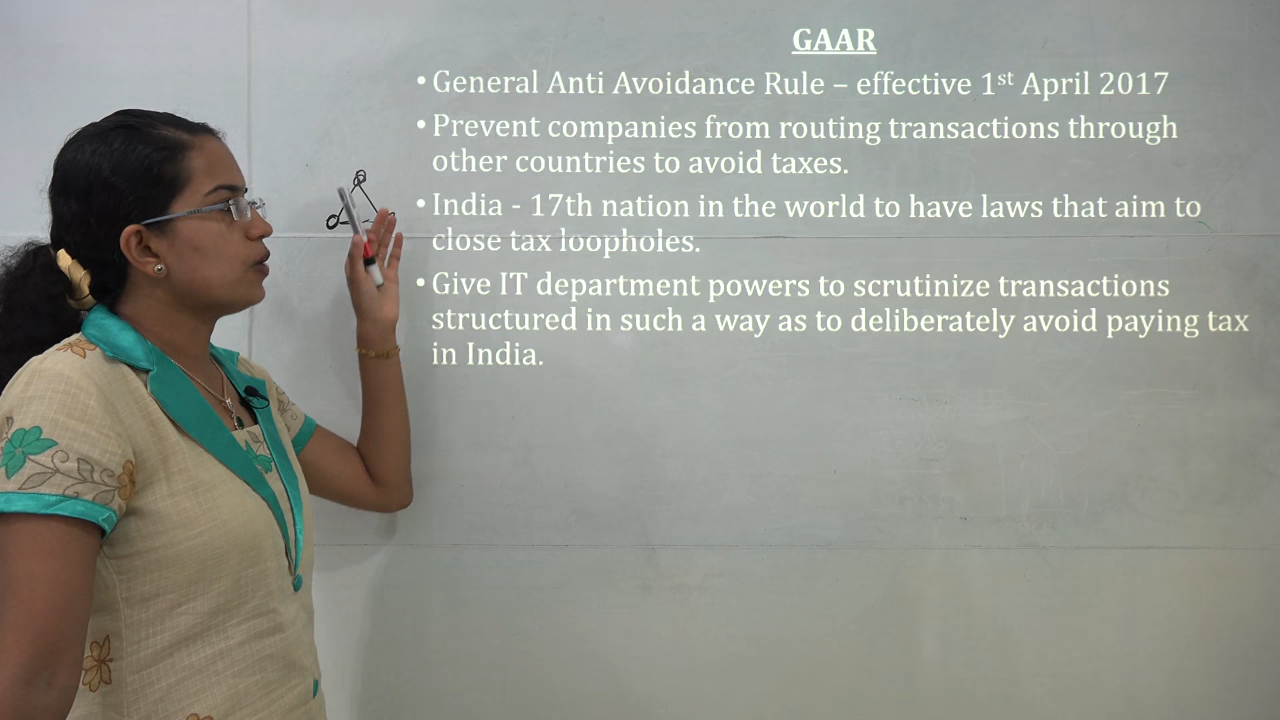 GAAR
• General Anti Avoidance Rule – effective 1st April 2017
• Prevent companies from routing transactions through
other countries to avoid taxes.
• India - 17th nation in the world to have laws that aim to
close tax loopholes.
• Give IT department powers to scrutinize transactions
structured in such a way as to deliberately avoid paying tax
in India.